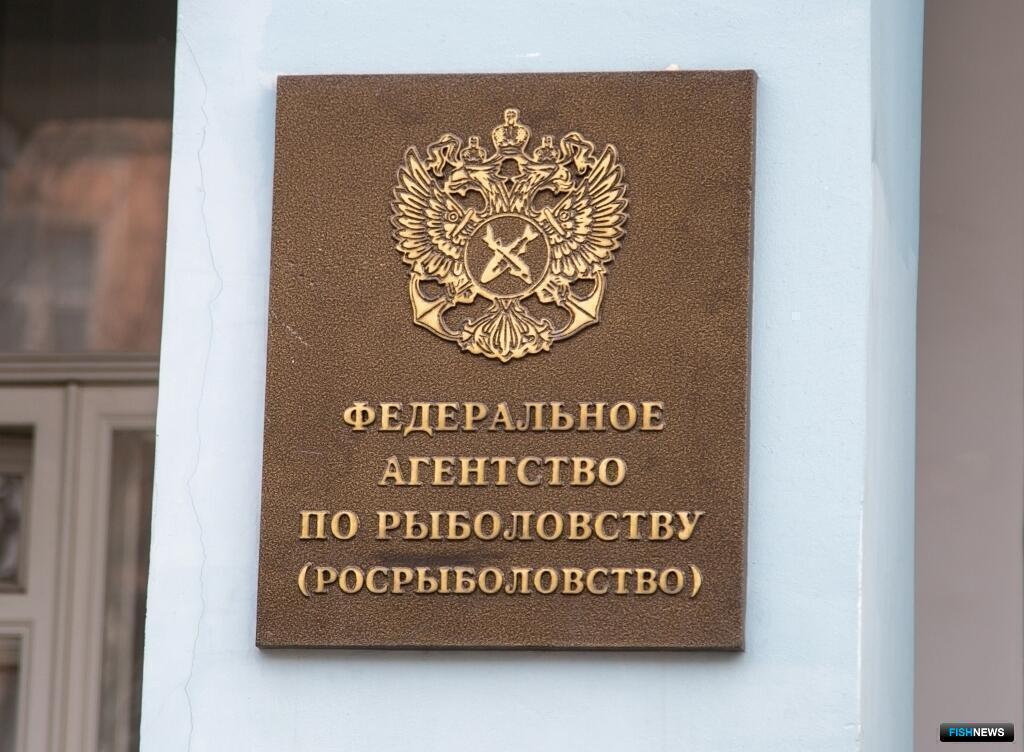 ФЕДЕРАЛЬНОЕ
АГЕНТСТВО
ПО РЫБОЛОВСТВУ
(РОСРЫБОЛОВСТВО)
FISHNEWS